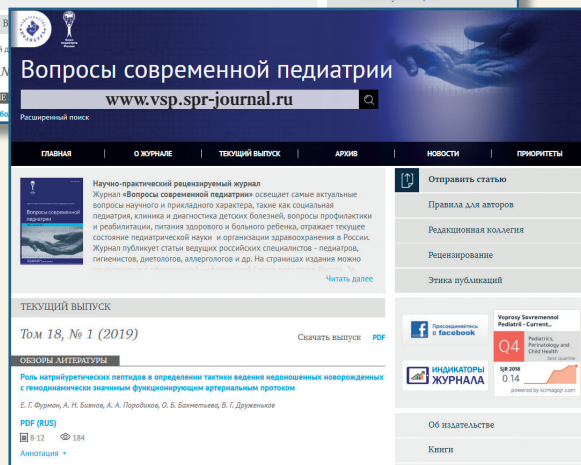 Вопросы современной педиатрии
www.vsp.spr-journal.ru
Расширенный поиск
ГЛАВНАЯ | О ЖУРНАЛЕ | ТЕКУЩИЙ ВЫПУСК | АРХИВ | НОВОСТИ | ПРИОРИТЕТЫ
Вопросы современной
педиатрии
Научно-практический рецензируемый журнал
Журнал «Вопросы современной педиатрии» освещает самые актуальные
вопросы научного и прикладного характера, такие как социальная
педиатрия, клиника и диагностика детских болезней, вопросы профилактики
и реабилитации, питания здорового и больного ребенка, отражает текущее
состояние педиатрической науки и организации здравоохранения в России.
Журнал публикует статьи ведущих российских специалистов - педиатров,
гигиенистов, диетологов, аллергологов и др. На страницах издания можно
Читать далее
Отправить статью
Правила для авторов
Редакционная коллегия
Рецензирование
Этика публикаций
ТЕКУЩИЙ ВЫПУСК
Том 18, № 1 (2019)
Скачать выпуск PDF
ОБЗОРЫ ЛИТЕРАТУРЫ
Роль натрийуретических пептидов в определении тактики ведения недоношенных новорожденных
с гемодинамически значимым функционирующим артериальным протоком
Е. Г. Фурман, А. Н. Биянов, А. А. Породиков, О. Б. Бахметьева, В. Г. Друженьков
PDF (RUS)
8-12 184
Аннотация
Присоединяйтесь
в facebook
ИНДИКАТОРЫ
ЖУРНАЛА
Voprosy Sovremennoi
Pediatrii - Current...
Q4
Pediatrics,
Perinatology and
Child Health
best quartile
SJR 2018
0.14
powered by scimagojr.com
Об издательстве
Книги